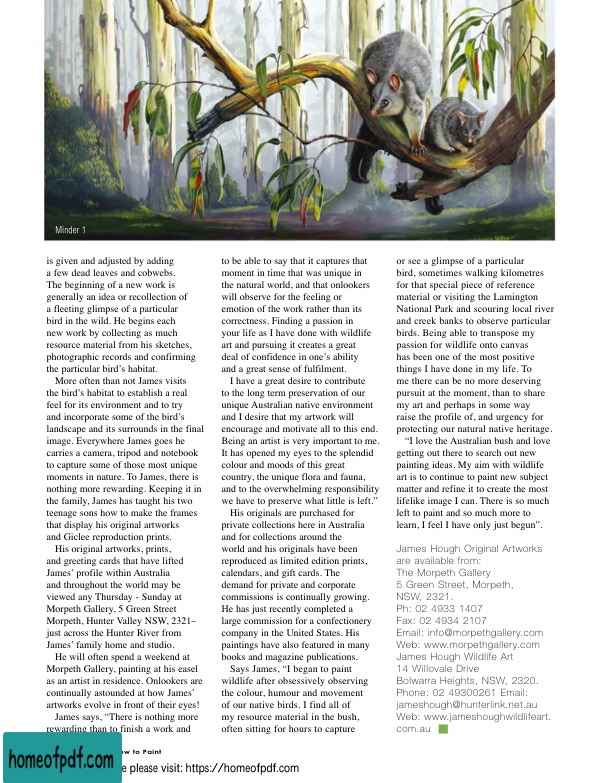 Minder 1
is given and adjusted by adding
a few dead leaves and cobwebs.
The beginning of a new work is
generally an idea or recollection of
a fleeting glimpse of a particular
bird in the wild. He begins each
new work by collecting as much
resource material from his sketches,
photographic records and confirming
the particular bird's habitat.
More often than not James visits
the bird's habitat to establish a real
feel for its environment and to try
and incorporate some of the bird's
landscape and its surrounds in the final
image. Everywhere James goes he
carries a camera, tripod and notebook
to capture some of those most unique
moments in nature. To James, there is
nothing more rewarding. Keeping it in
the family, James has taught his two
teenage sons how to make the frames
that display his original artworks
and Giclee reproduction prints.
His original artworks, prints,
and greeting cards that have lifted
James' profile within Australia
and throughout the world may be
viewed any Thursday - Sunday at
Morpeth Gallery, 5 Green Street
Morpeth, Hunter Valley NSW, 2321–
just across the Hunter River from
James' family home and studio.
He will often spend a weekend at
Morpeth Gallery, painting at his easel
as an artist in residence. Onlookers are
continually astounded at how James'
artworks evolve in front of their eyes!
James says, "There is nothing more
rewarding than to finish a work and
to be able to say that it captures that
moment in time that was unique in
the natural world, and that onlookers
will observe for the feeling or
emotion of the work rather than its
correctness. Finding a passion in
your life as I have done with wildlife
art and pursuing it creates a great
deal of confidence in one's ability
and a great sense of fulfilment.
I have a great desire to contribute
to the long term preservation of our
unique Australian native environment
and I desire that my artwork will
encourage and motivate all to this end.
Being an artist is very important to me.
It has opened my eyes to the splendid
colour and moods of this great
country, the unique flora and fauna,
and to the overwhelming responsibility
we have to preserve what little is left."
His originals are purchased for
private collections here in Australia
and for collections around the
world and his originals have been
reproduced as limited edition prints,
calendars, and gift cards. The
demand for private and corporate
commissions is continually growing.
He has just recently completed a
large commission for a confectionery
company in the United States. His
paintings have also featured in many
books and magazine publications.
Says James, "I began to paint
wildlife after obsessively observing
the colour, humour and movement
of our native birds. I find all of
my resource material in the bush,
often sitting for hours to capture
or see a glimpse of a particular
bird, sometimes walking kilometres
for that special piece of reference
material or visiting the Lamington
National Park and scouring local river
and creek banks to observe particular
birds. Being able to transpose my
passion for wildlife onto canvas
has been one of the most positive
things I have done in my life. To
me there can be no more deserving
pursuit at the moment, than to share
my art and perhaps in some way
raise the profile of, and urgency for
protecting our natural native heritage.
"I love the Australian bush and love
getting out there to search out new
painting ideas. My aim with wildlife
art is to continue to paint new subject
matter and refine it to create the most
lifelike image I can. There is so much
left to paint and so much more to
learn, I feel I have only just begun".
James Hough Original Artworks
are available from:
The Morpeth Gallery
5 Green Street, Morpeth,
NSW, 2321.
Ph: 02 4933 1407
Fax: 02 4934 2107
Email: info@morpethgallery.com
Web: www.morpethgallery.com
James Hough Wildlife Art
14 Willovale Drive
Bolwarra Heights, NSW, 2320.
Phone: 02 49300261 Email:
jameshough@hunterlink.net.au
Web: www.jameshoughwildlifeart.
com.au
ow to Paint
homeofpdf.com
e please visit: https://homeofpdf.com